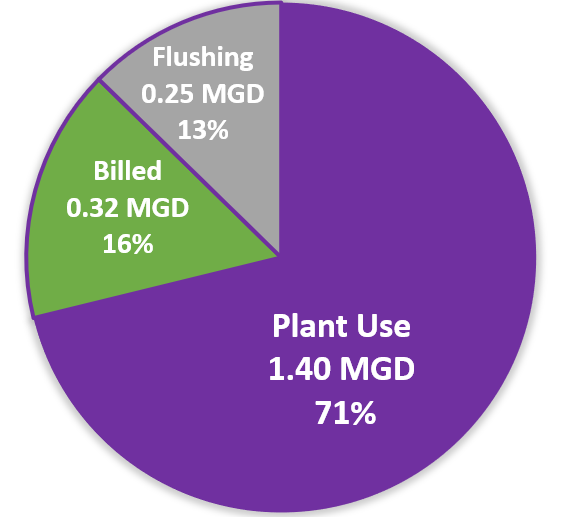 Flushing
0.25 MGD
13%
Billed
0.32 MGD
16%
Plant Use
1.40 MGD
71%